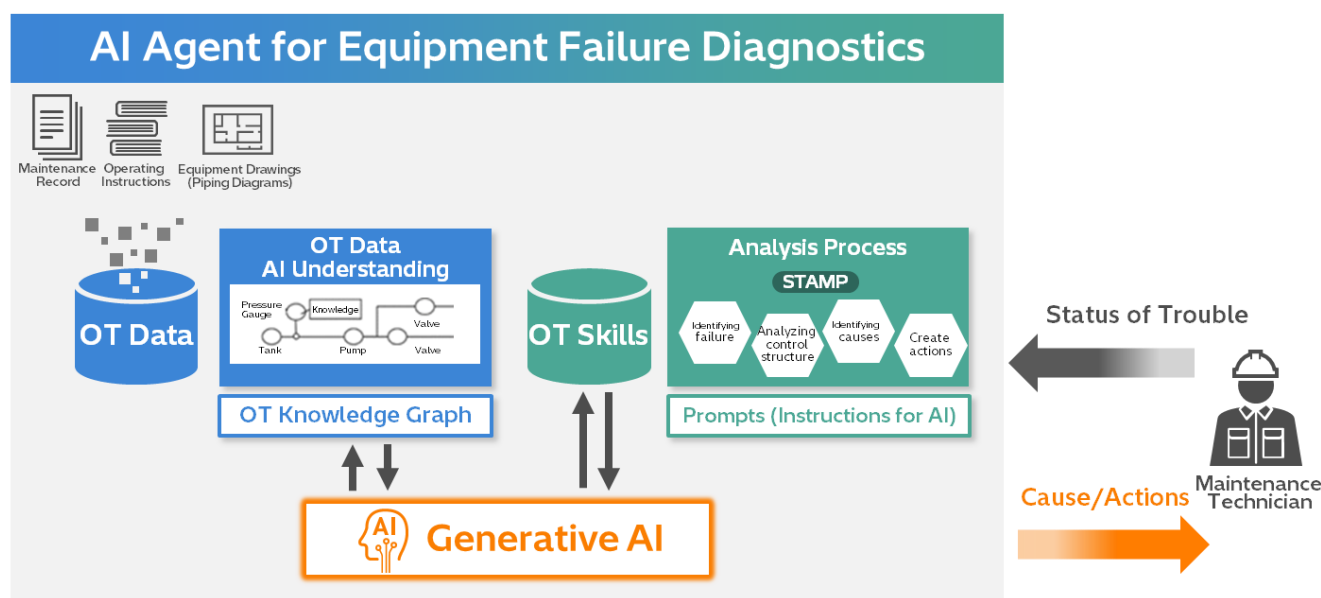 AI Agent for Equipment Failure Diagnostics
Maintenance
Record
Operating
Instructions
Equipment Drawings
(Piping Diagrams)
OT Data
OT Data
AI Understanding
Pressure
Gauge
Knowledge
Valve
Tank
Pump
Valve
OT Knowledge Graph
OT Skills
Analysis Process
STAMP
Identifying
failure
Analyzing
control
structure
Identifying
causes
Create
actions
Prompts (Instructions for AI)
AI
Generative AI
Status of Trouble
Cause/Actions
Maintenance
Technician